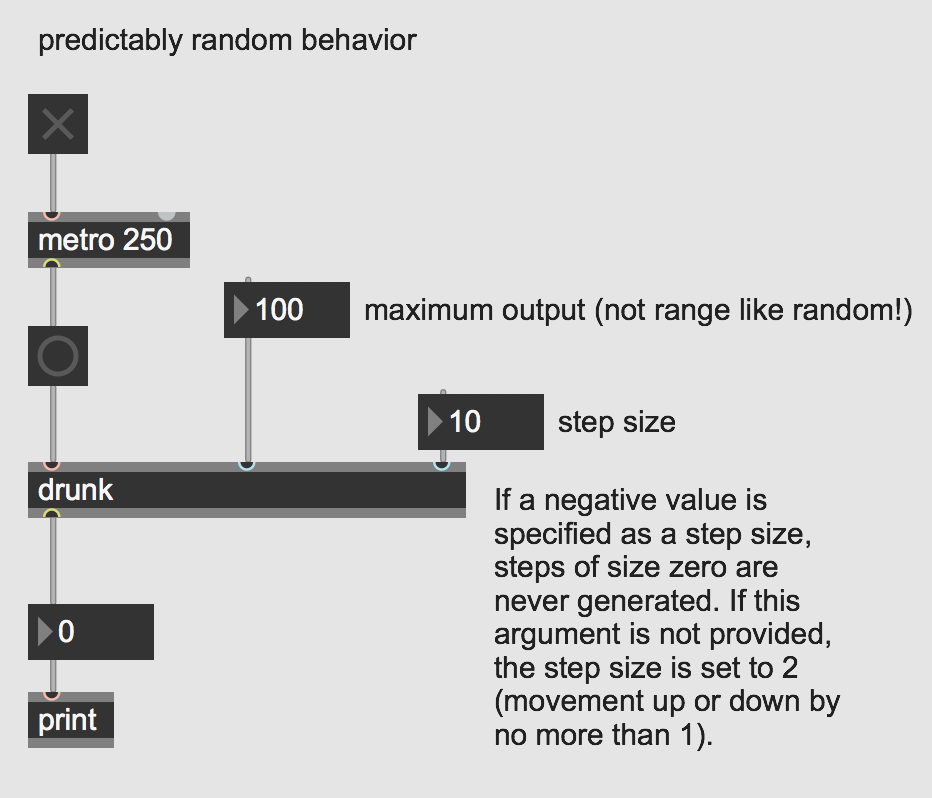 predictably random behavior
metro 250
100
maximum output (not range like random!)
10
step size
drunk
If a negative value is
specified as a step size,
steps of size zero are
never generated. If this
argument is not provided,
the step size is set to 2
(movement up or down by
no more than 1).
0
print